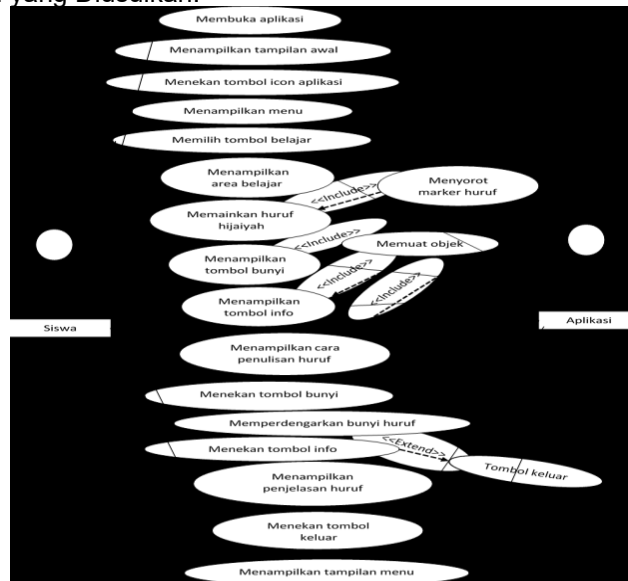 yang Diusulkan.
Membuka aplikasi
Menampilkan tampilan awal
Menekan tombol icon aplikasi
Menampilkan menu
Memilih tombol belajar
Menampilkan
area belajar
<<Include>>
Menyorot
marker huruf
Memainkan huruf
hijaiyah
<<Include>>
Memuat objek
Menampilkan
tombol bunyi
<<Include>>
<<Include>>
Menampilkan
tombol info
Siswa
Aplikasi
Menampilkan cara
penulisan huruf
Menekan tombol bunyi
Memperdengarkan bunyi huruf
Menekan tombol info
<<Extend>>
Tombol keluar
Menampilkan
penjelasan huruf
Menekan tombol
keluar
Menampilkan tampilan menu